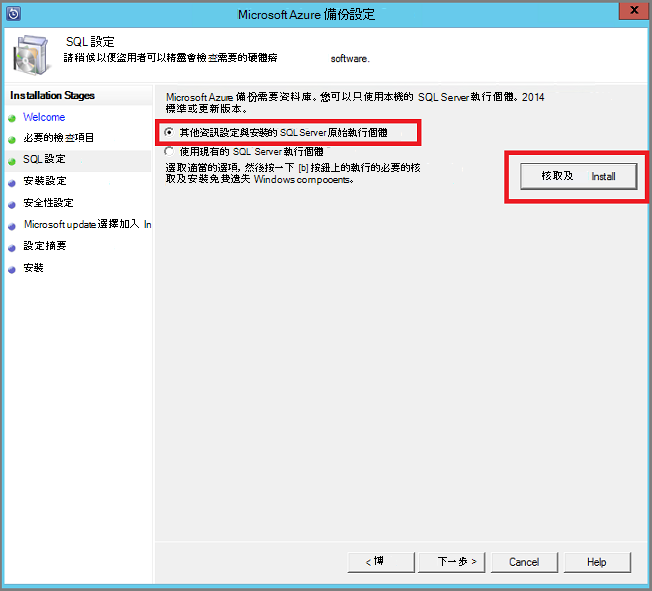 Microsoft Azure 備份設定
X
SQL 設定
請稍候以便盜用者可以精靈會檢查需要的硬體痞 software.
Installation Stages
Welcome
必要的檢查項目
SQL 設定
安裝設定
安全性設定
Microsoft update 選擇加入 In
設定摘要
安裝
Microsoft Azure 備份需要資料庫。您可以只使用本機的 SQL Server 執行個體。2014
標準或更新版本。
其他資訊設定與安裝的 SQL Server 原始執行個體
使用現有的 SQL Server 執行個體
選取適當的選項，然後按一下 [b] 按鈕上的執行的必要的核
取及安裝免費遺失 Windows compoeents。
核取及 Install
< 博
下一步 >
Cancel
Help